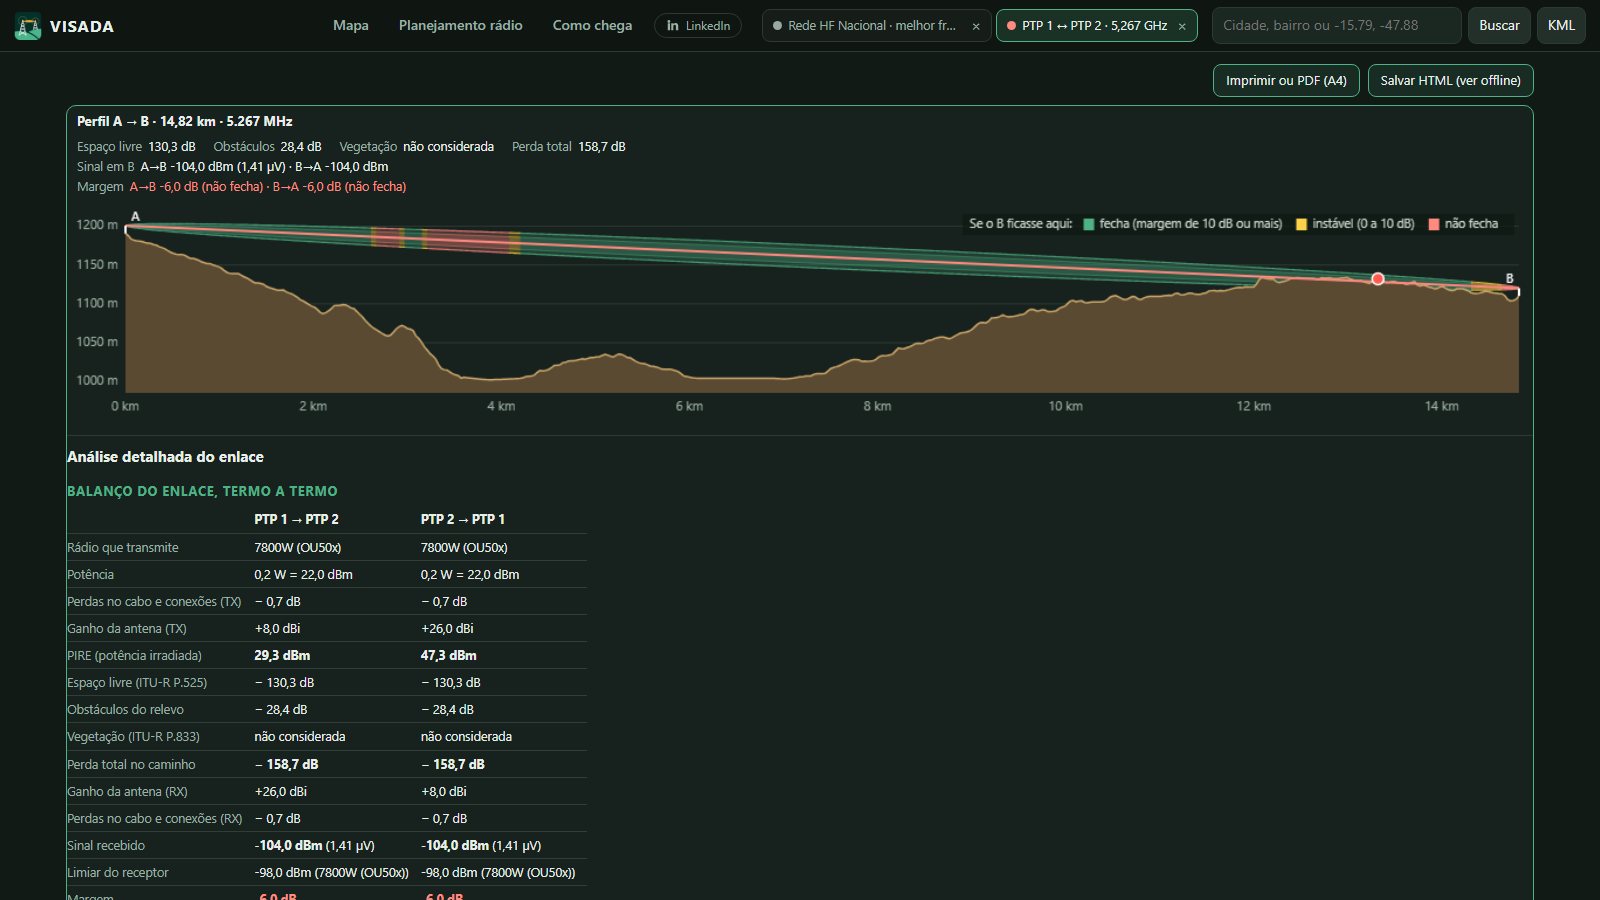 VISADA
Mapa Planejamento rádio Como chega in LinkedIn Rede HF Nacional - melhor fr... × PTP 1 ↔ PTP 2 · 5,267 GHz × Cidade, bairro ou -15.79, -47.88 Buscar KML
Imprimir ou PDF (A4) Salvar HTML (ver offline)
Perfil A → B · 14,82 km · 5.267 MHz
Espaço livre 130,3 dB Obstáculos 28,4 dB Vegetação não considerada Perda total 158,7 dB
Sinal em B A→B -104,0 dBm (1,41 µV) · B→A -104,0 dBm
Margem A→B -6,0 dB (não fecha) · B→A -6,0 dB (não fecha)
Se o B ficasse aqui: fecha (margem de 10 dB ou mais) instável (0 a 10 dB) não fecha
A
B
1200 m
1150 m
1100 m
1050 m
1000 m
0 km 2 km 4 km 6 km 8 km 10 km 12 km 14 km
Análise detalhada do enlace
BALANÇO DO ENLACE, TERMO A TERMO
PTP 1 → PTP 2 PTP 2 → PTP 1
Rádio que transmite 7800W (OU50x) 7800W (OU50x)
Potência 0,2 W = 22,0 dBm 0,2 W = 22,0 dBm
Perdas no cabo e conexões (TX) − 0,7 dB − 0,7 dB
Ganho da antena (TX) +8,0 dBi +26,0 dBi
PIRE (potência irradiada) 29,3 dBm 47,3 dBm
Espaço livre (ITU-R P.525) − 130,3 dB − 130,3 dB
Obstáculos do relevo − 28,4 dB − 28,4 dB
Vegetação (ITU-R P.833) não considerada não considerada
Perda total no caminho − 158,7 dB − 158,7 dB
Ganho da antena (RX) +26,0 dBi +8,0 dBi
Perdas no cabo e conexões (RX) − 0,7 dB − 0,7 dB
Sinal recebido -104,0 dBm (1,41 µV) -104,0 dBm (1,41 µV)
Limiar do receptor -98,0 dBm (7800W (OU50x)) -98,0 dBm (7800W (OU50x))
Margem -6,0 dB -6,0 dB